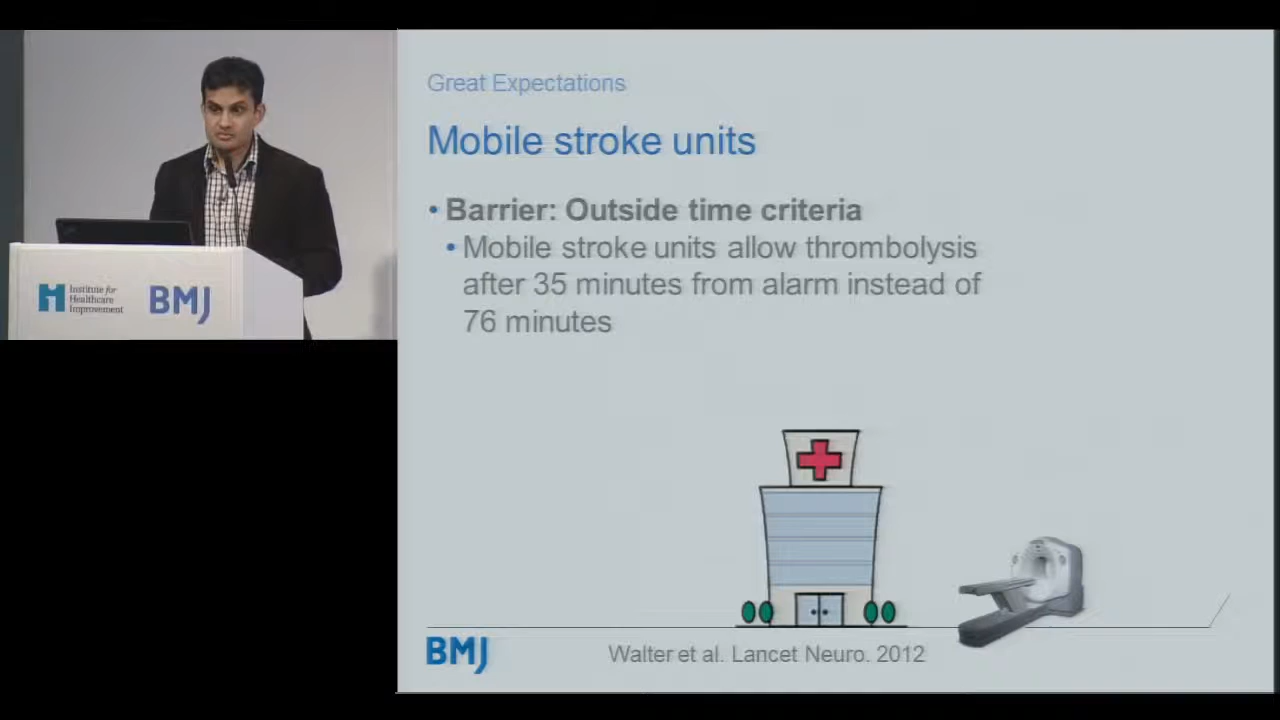 Great Expectations
Mobile stroke units
• Barrier: Outside time criteria
• Mobile stroke units allow thrombolysis
after 35 minutes from alarm instead of
76 minutes
Institute for
Healthcare
Improvement
BMJ
BMJ
Walter et al. Lancet Neuro. 2012